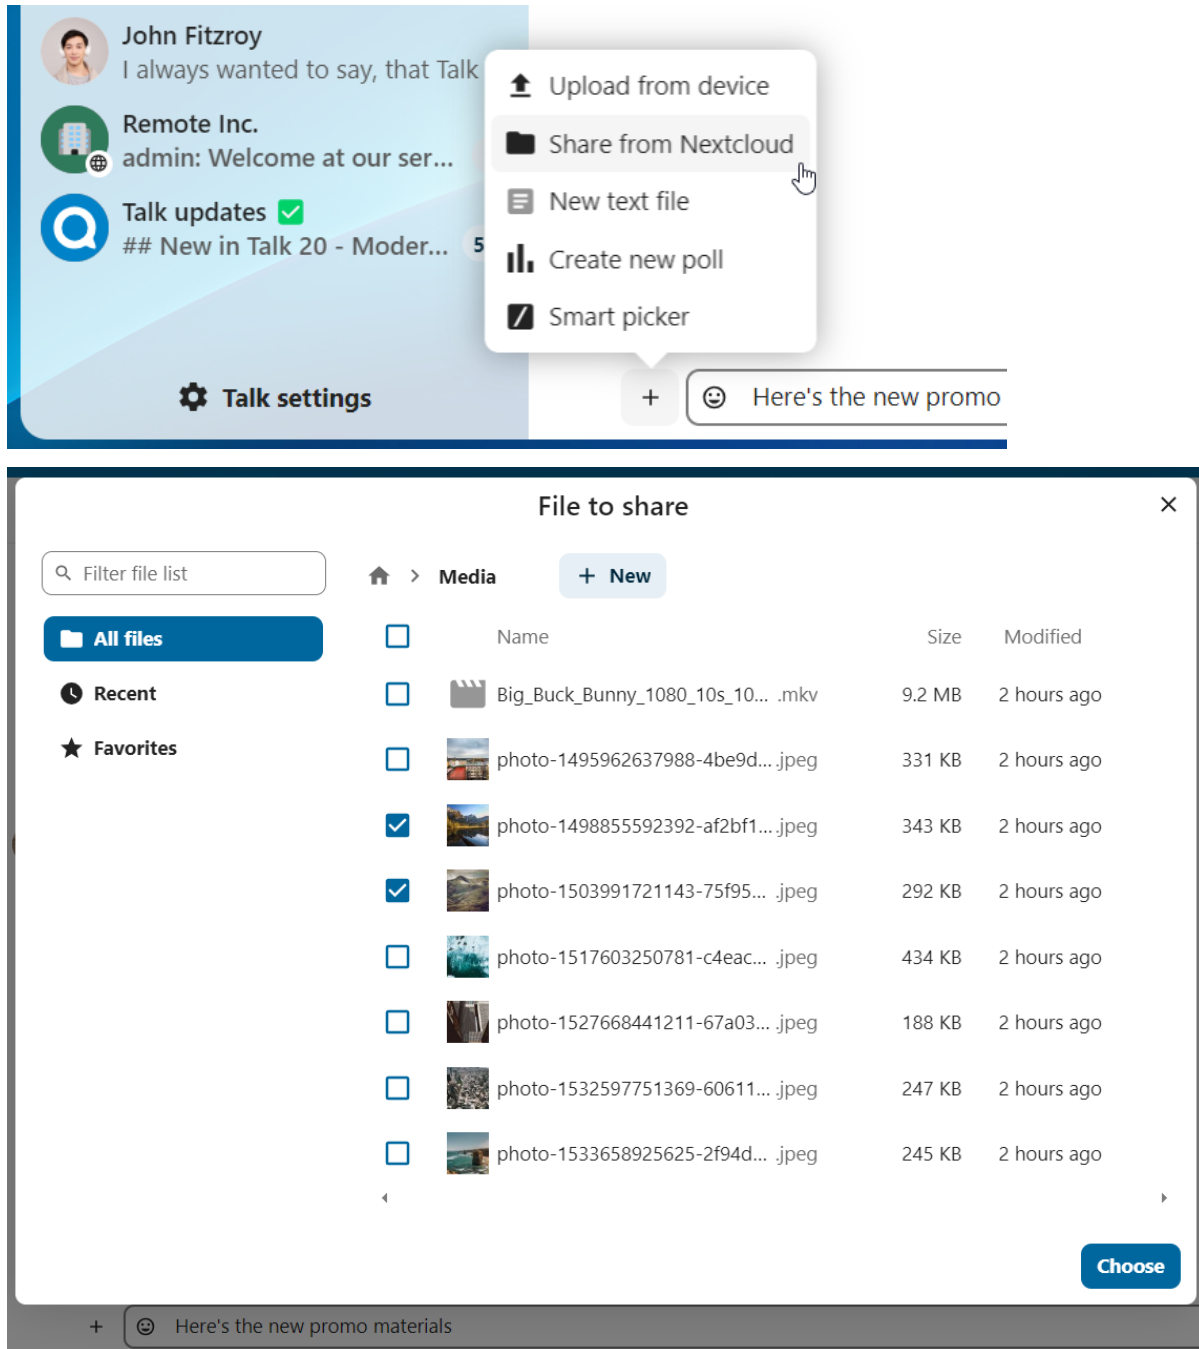 John Fitzroy
I always wanted to say, that Talk
Remote Inc.
admin: Welcome at our ser...
Talk updates ✅
## New in Talk 20 - Moder... 5
Talk settings
Upload from device
Share from Nextcloud
New text file
Create new poll
Smart picker
+ Here's the new promo
File to share
Filter file list
All files
Recent
Favorites
Media
+ New
Name Size Modified
Big_Buck_Bunny_1080_10s_10... .mkv 9.2 MB 2 hours ago
photo-1495962637988-4be9d... .jpeg 331 KB 2 hours ago
photo-1498855592392-af2bf1... .jpeg 343 KB 2 hours ago
photo-1503991721143-75f95... .jpeg 292 KB 2 hours ago
photo-1517603250781-c4eac... .jpeg 434 KB 2 hours ago
photo-1527668441211-67a03... .jpeg 188 KB 2 hours ago
photo-1532597751369-60611... .jpeg 247 KB 2 hours ago
photo-1533658925625-2f94d... .jpeg 245 KB 2 hours ago
Choose
+ Here's the new promo materials